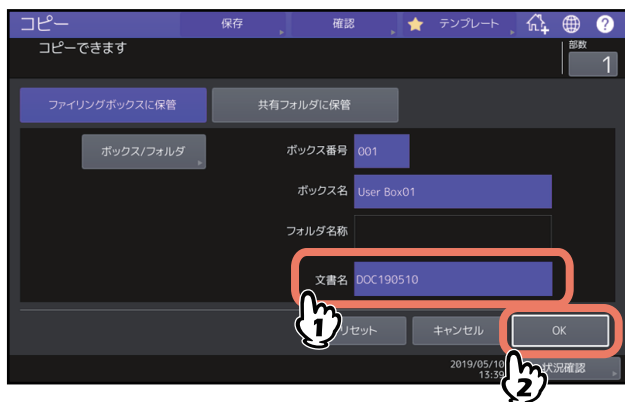 コピー 保存 確認 テンプレート
コピーできます 部数
1
ファイリングボックスに保管 共有フォルダに保管
ボックス/フォルダ ボックス番号 001
ボックス名 User Box01
フォルダ名称
文書名 DOC190510
1 リセット キャンセル OK
2019/05/10
13:39 状況確認
2